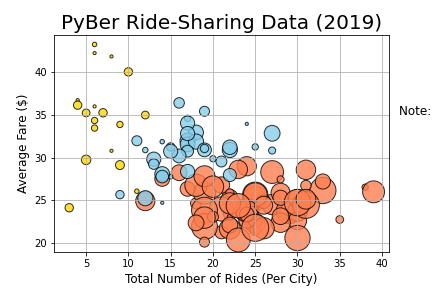 PyBer Ride-Sharing Data (2019)
Average Fare ($)
40
35
30
25
20
5 10 15 20 25 30 35 40
Total Number of Rides (Per City)
Note: